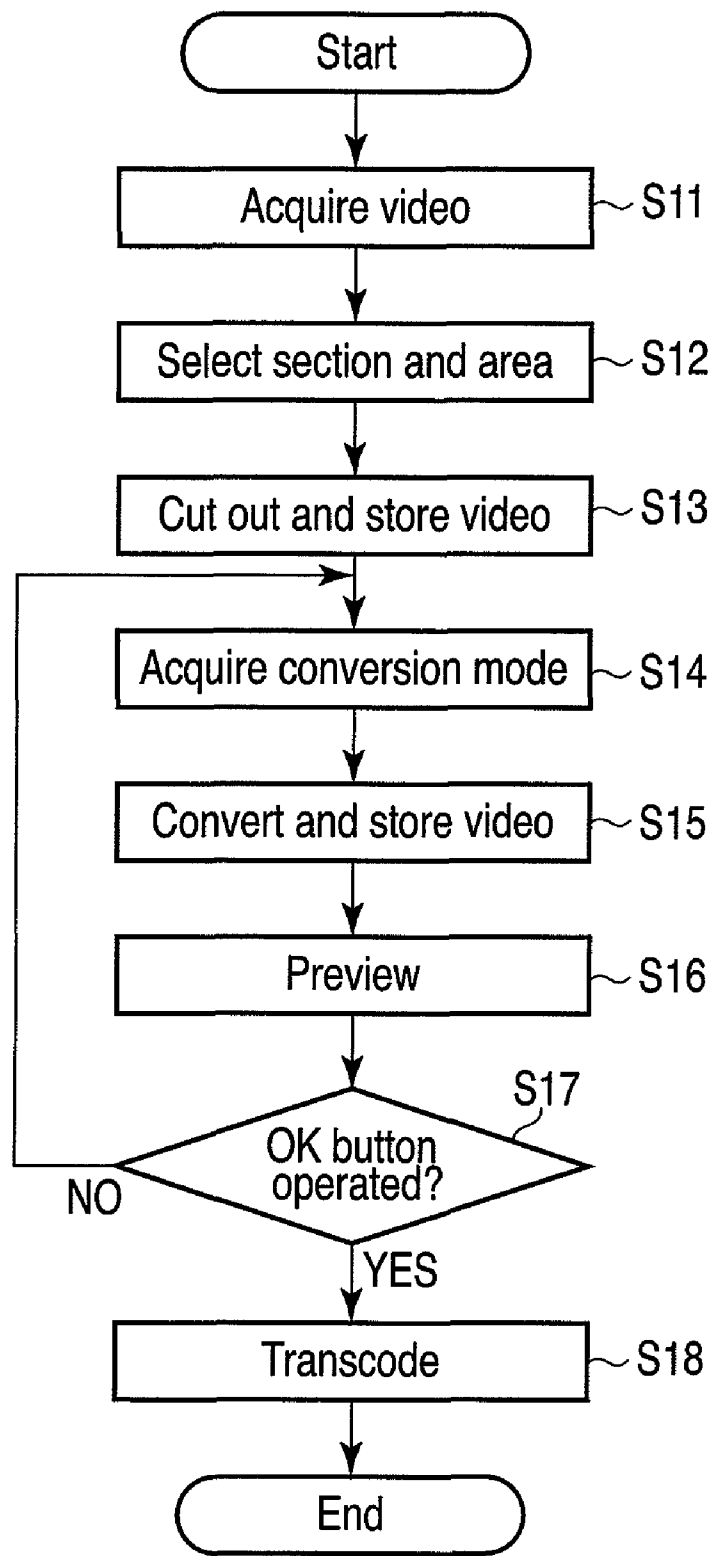 Start
Acquire video
S11
Select section and area
S12
Cut out and store video
S13
Acquire conversion mode
S14
Convert and store video
S15
Preview
S16
S17
OK button
operated?
NO
YES
Transcode
S18
End